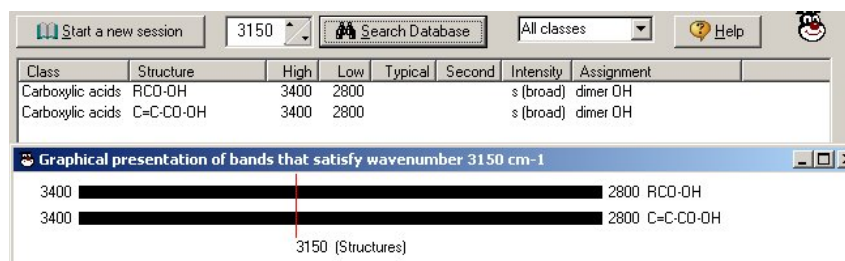 Start a new session 3150 Search Database All classes Help
Class Structure High Low Typical Second Intensity Assignment
Carboxylic acids RCO-OH 3400 2800 s (broad) dimer OH
Carboxylic acids C=C-CO-OH 3400 2800 s (broad) dimer OH
Graphical presentation of bands that satisfy wavenumber 3150 cm-1
3400 2800 RCO-OH
3400 2800 C=C-CO-OH
3150 (Structures)